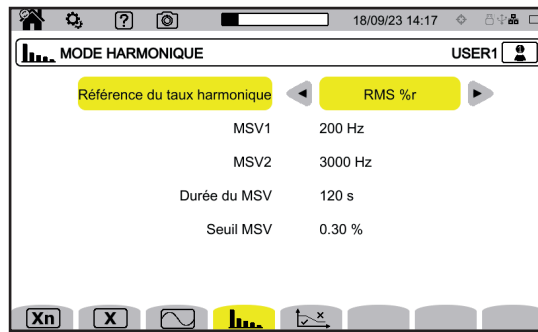 ? 18/09/23 14:17
MODE HARMONIQUE USER1
Référence du taux harmonique RMS %r
MSV1 200 Hz
MSV2 3000 Hz
Durée du MSV 120 s
Seuil MSV 0.30 %
Xn X